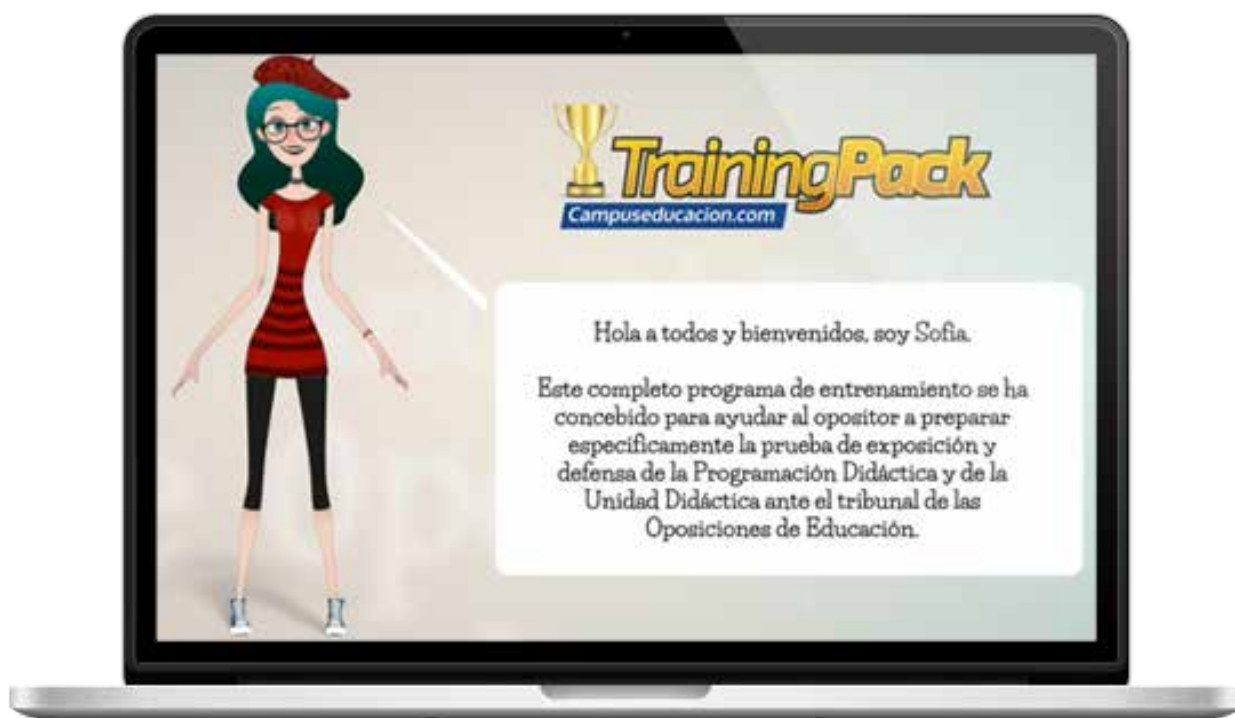 TrainingPack
Campuseducacion.com
Hola a todos y bienvenidos, soy Sofia.
Este completo programa de entrenamiento se ha
concebido para ayudar al opositor a preparar
específicamente la prueba de exposición y
defensa de la Programación Didáctica y de la
Unidad Didáctica ante el tribunal de las
Oposiciones de Educación.